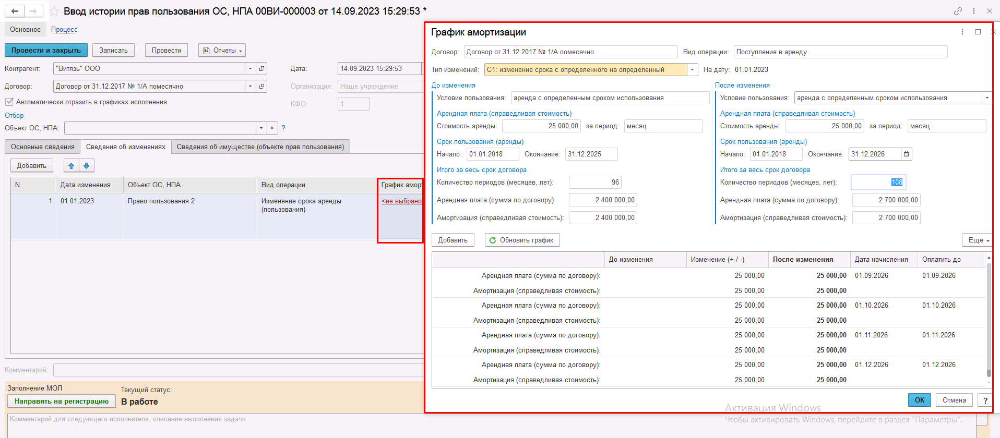 Ввод истории прав пользования ОС, НПА 00ВИ-000003 от 14.09.2023 15:29:53 *
Основное Процесс
Провести и закрыть Записать Провести Отчеты
Контрагент: "Витязь" ООО Дата: 14.09.2023 15:29:53
Договор: Договор от 31.12.2017 № 1/А помесячно Организация: Наше учреждение
Автоматически отразить в графиках исполнения КФО: 1
Отбор
Объект ОС, НПА: ?
Основные сведения Сведения об изменениях Сведения об имуществе (объекте прав пользования)
Добавить
N Дата изменения Объект ОС, НПА Вид операции График аморт
1 01.01.2023 Право пользования 2 Изменение срока аренды <не выбрано>
(пользования)
Комментарий:
Заполнение МОЛ Текущий статус:
Направить на регистрацию В работе
Комментарий для следующего исполнителя, описание выполнения задачи
График амортизации
Договор: Договор от 31.12.2017 № 1/А помесячно Вид операции: Поступление в аренду
Тип изменений: С1: изменение срока с определенного на определенный На дату: 01.01.2023
До изменения
Условие пользования: аренда с определенным сроком использования
Арендная плата (справедливая стоимость)
Стоимость аренды: 25 000,00 за период: месяц
Срок пользования (аренды)
Начало: 01.01.2018 Окончание: 31.12.2025
Итого за весь срок договора
Количество периодов (месяцев, лет): 96
Арендная плата (сумма по договору): 2 400 000,00
Амортизация (справедливая стоимость): 2 400 000,00
После изменения
Условие пользования: аренда с определенным сроком использования
Арендная плата (справедливая стоимость)
Стоимость аренды: 25 000,00 за период: месяц
Срок пользования (аренды)
Начало: 01.01.2018 Окончание: 31.12.2026
Итого за весь срок договора
Количество периодов (месяцев, лет): 108
Арендная плата (сумма по договору): 2 700 000,00
Амортизация (справедливая стоимость): 2 700 000,00
Добавить Обновить график Еще
До изменения Изменение (+ / -) После изменения Дата начисления Оплатить до
Арендная плата (сумма по договору): 25 000,00 25 000,00 01.09.2026 01.09.2026
Амортизация (справедливая стоимость): 25 000,00 25 000,00
Арендная плата (сумма по договору): 25 000,00 25 000,00 01.10.2026 01.10.2026
Амортизация (справедливая стоимость): 25 000,00 25 000,00
Арендная плата (сумма по договору): 25 000,00 25 000,00 01.11.2026 01.11.2026
Амортизация (справедливая стоимость): 25 000,00 25 000,00
Арендная плата (сумма по договору): 25 000,00 25 000,00 01.12.2026 01.12.2026
Амортизация (справедливая стоимость): 25 000,00 25 000,00
ОК Отмена ?
Активация Windows
Чтобы активировать Windows, перейдите в раздел "Параметры".
...